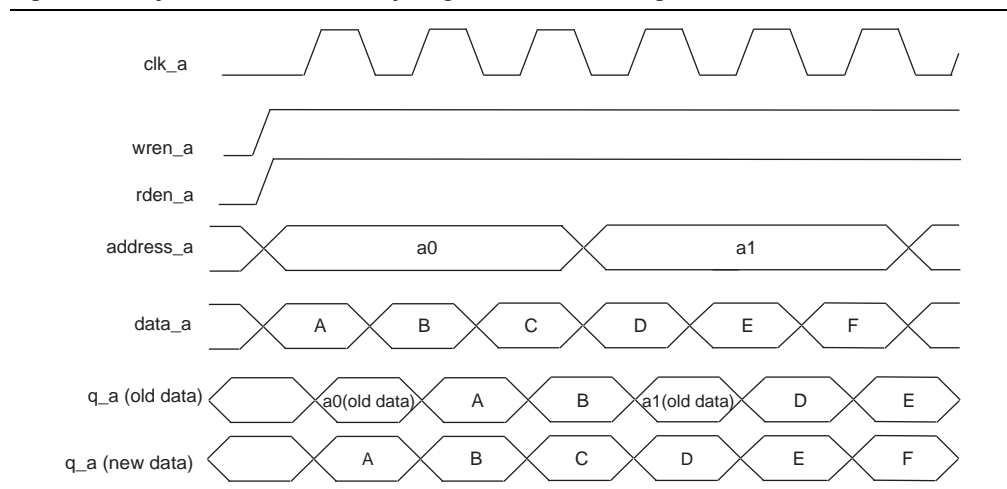 clk_a
wren_a
rden_a
address_a a0 a1
data_a A B C D E F
q_a (old data) a0(old data) A B a1(old data) D E
q_a (new data) A B C D E F